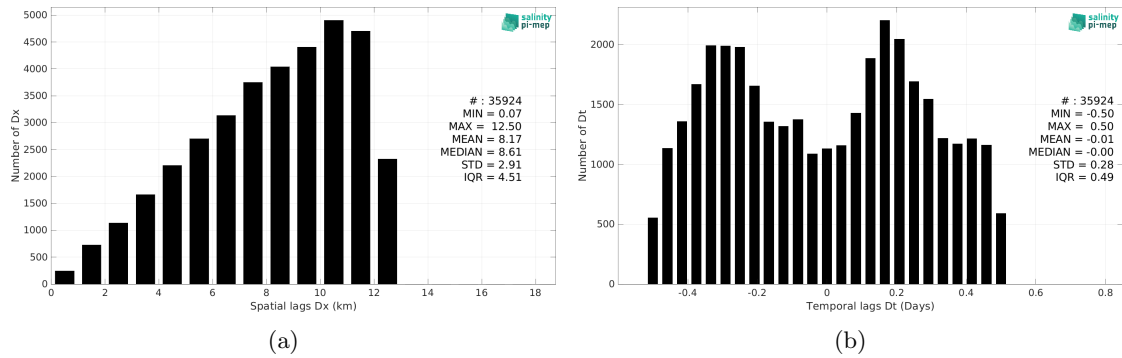 salinity
pi-mep
5000
4500
4000
3500
3000
2500
2000
1500
1000
500
0
Number of Dx
# : 35924
MIN = 0.07
MAX = 12.50
MEAN = 8.17
MEDIAN = 8.61
STD = 2.91
IQR = 4.51
0 2 4 6 8 10 12 14 16 18
Spatial lags Dx (km)
(a)
salinity
pi-mep
2000
1500
1000
500
0
Number of Dt
# : 35924
MIN = -0.50
MAX = 0.50
MEAN = -0.01
MEDIAN = -0.00
STD = 0.28
IQR = 0.49
-0.4 -0.2 0 0.2 0.4 0.6 0.8
Temporal lags Dt (Days)
(b)